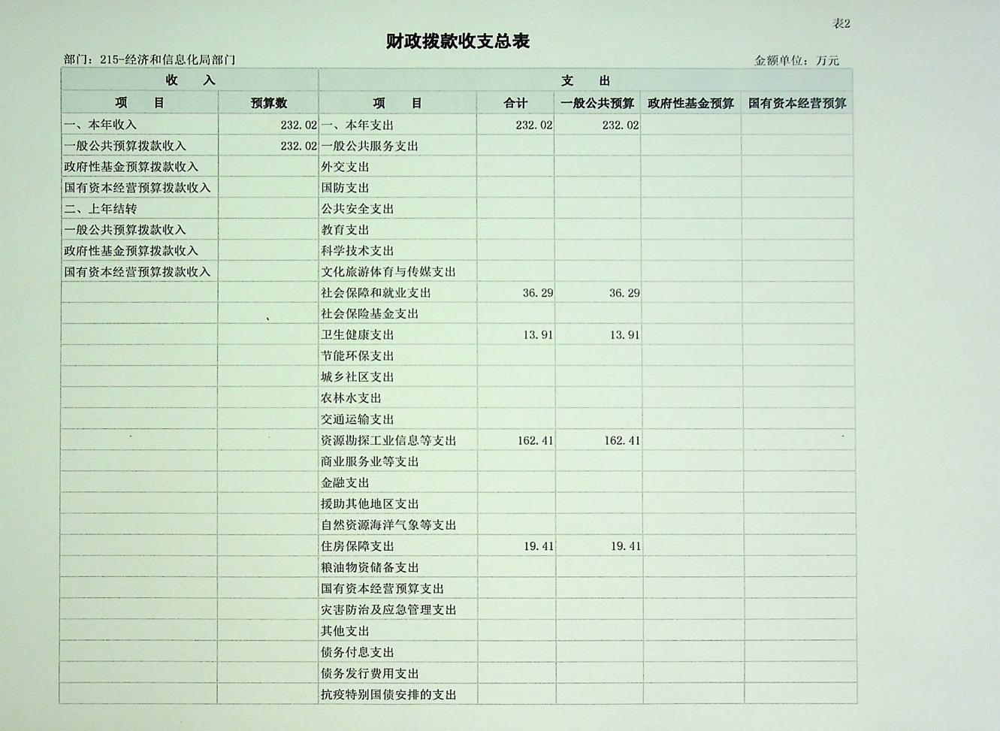 表2
财政拨款收支总表
部门：215-经济和信息化局部门 金额单位：万元
收 入 支 出
项 目 预算数 项 目 合计 一般公共预算 政府性基金预算 国有资本经营预算
一、本年收入 232.02 一、本年支出 232.02 232.02
一般公共预算拨款收入 232.02 一般公共服务支出
政府性基金预算拨款收入 外交支出
国有资本经营预算拨款收入 国防支出
二、上年结转 公共安全支出
一般公共预算拨款收入 教育支出
政府性基金预算拨款收入 科学技术支出
国有资本经营预算拨款收入 文化旅游体育与传媒支出
社会保障和就业支出 36.29 36.29
社会保险基金支出
卫生健康支出 13.91 13.91
节能环保支出
城乡社区支出
农林水支出
交通运输支出
资源勘探工业信息等支出 162.41 162.41
商业服务业等支出
金融支出
援助其他地区支出
自然资源海洋气象等支出
住房保障支出 19.41 19.41
粮油物资储备支出
国有资本经营预算支出
灾害防治及应急管理支出
其他支出
债务付息支出
债务发行费用支出
抗疫特别国债安排的支出